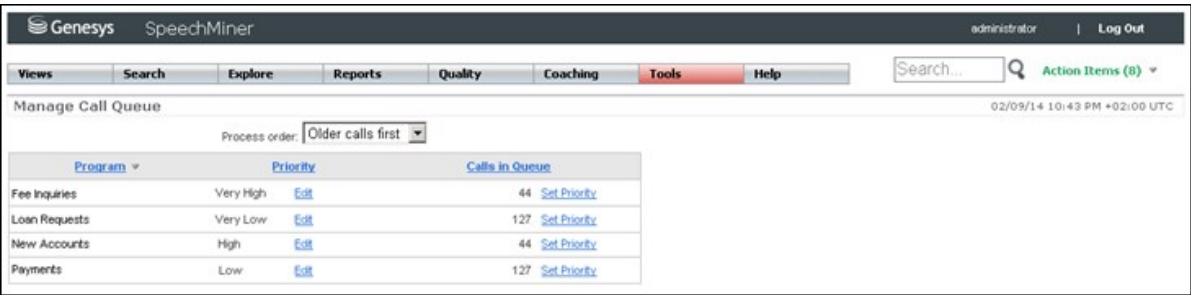 Genesys SpeechMiner administrator | Log Out
Views Search Explore Reports Quality Coaching Tools Help Search... Action Items (8)
Manage Call Queue 02/09/14 10:43 PM +02:00 UTC
Process order: Older calls first
Program Priority Calls in Queue
Fee Inquiries Very High Edit 44 Set Priority
Loan Requests Very Low Edit 127 Set Priority
New Accounts High Edit 44 Set Priority
Payments Low Edit 127 Set Priority